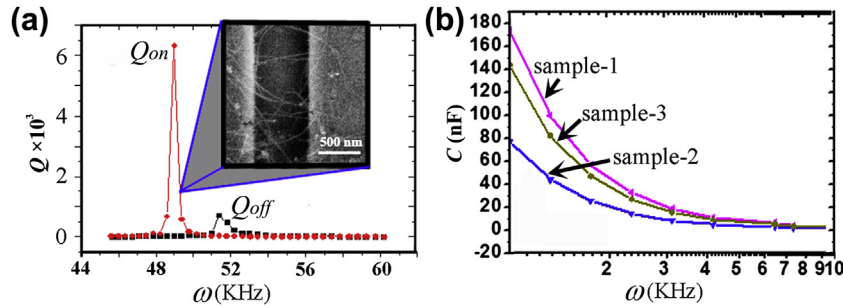 (a)
Q ×10³
6
4
2
0
Qon
Qoff
500 nm
44 48 52 56 60
ω(KHz)
(b)
C (nF)
180
160
140
120
100
80
60
40
20
0
-20
sample-1
sample-3
sample-2
2 3 4 5 6 7 8 910
ω(KHz)